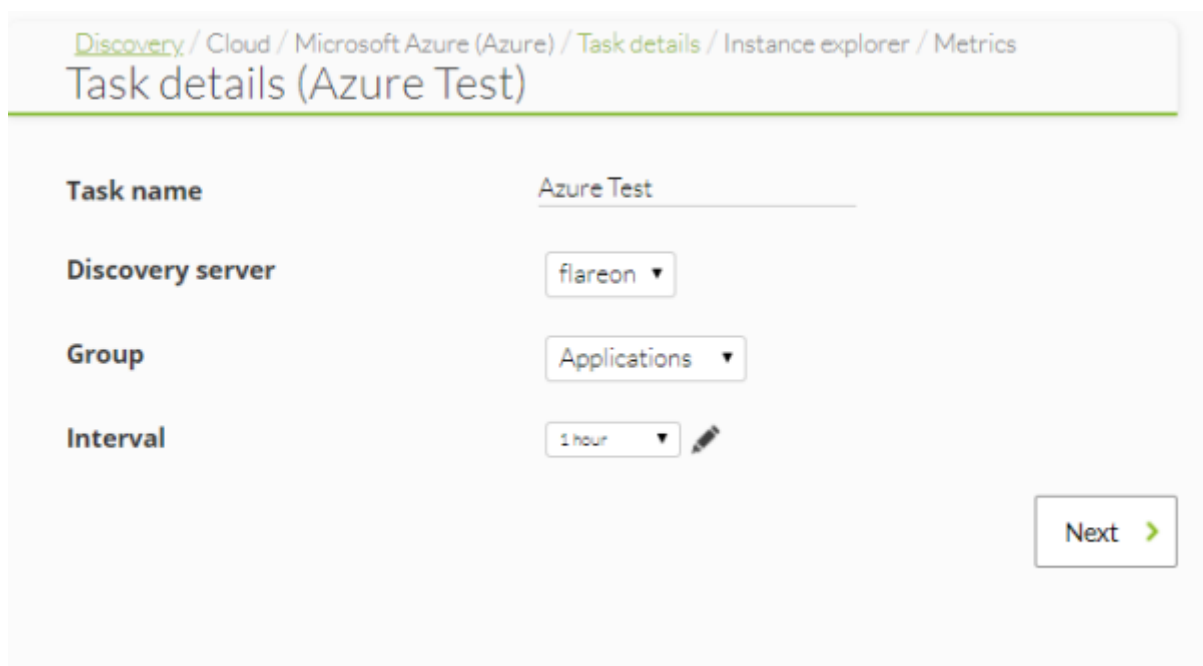 Discovery / Cloud / Microsoft Azure (Azure) / Task details / Instance explorer / Metrics
Task details (Azure Test)
Task name Azure Test
Discovery server flareon
Group Applications
Interval 1 hour
Next